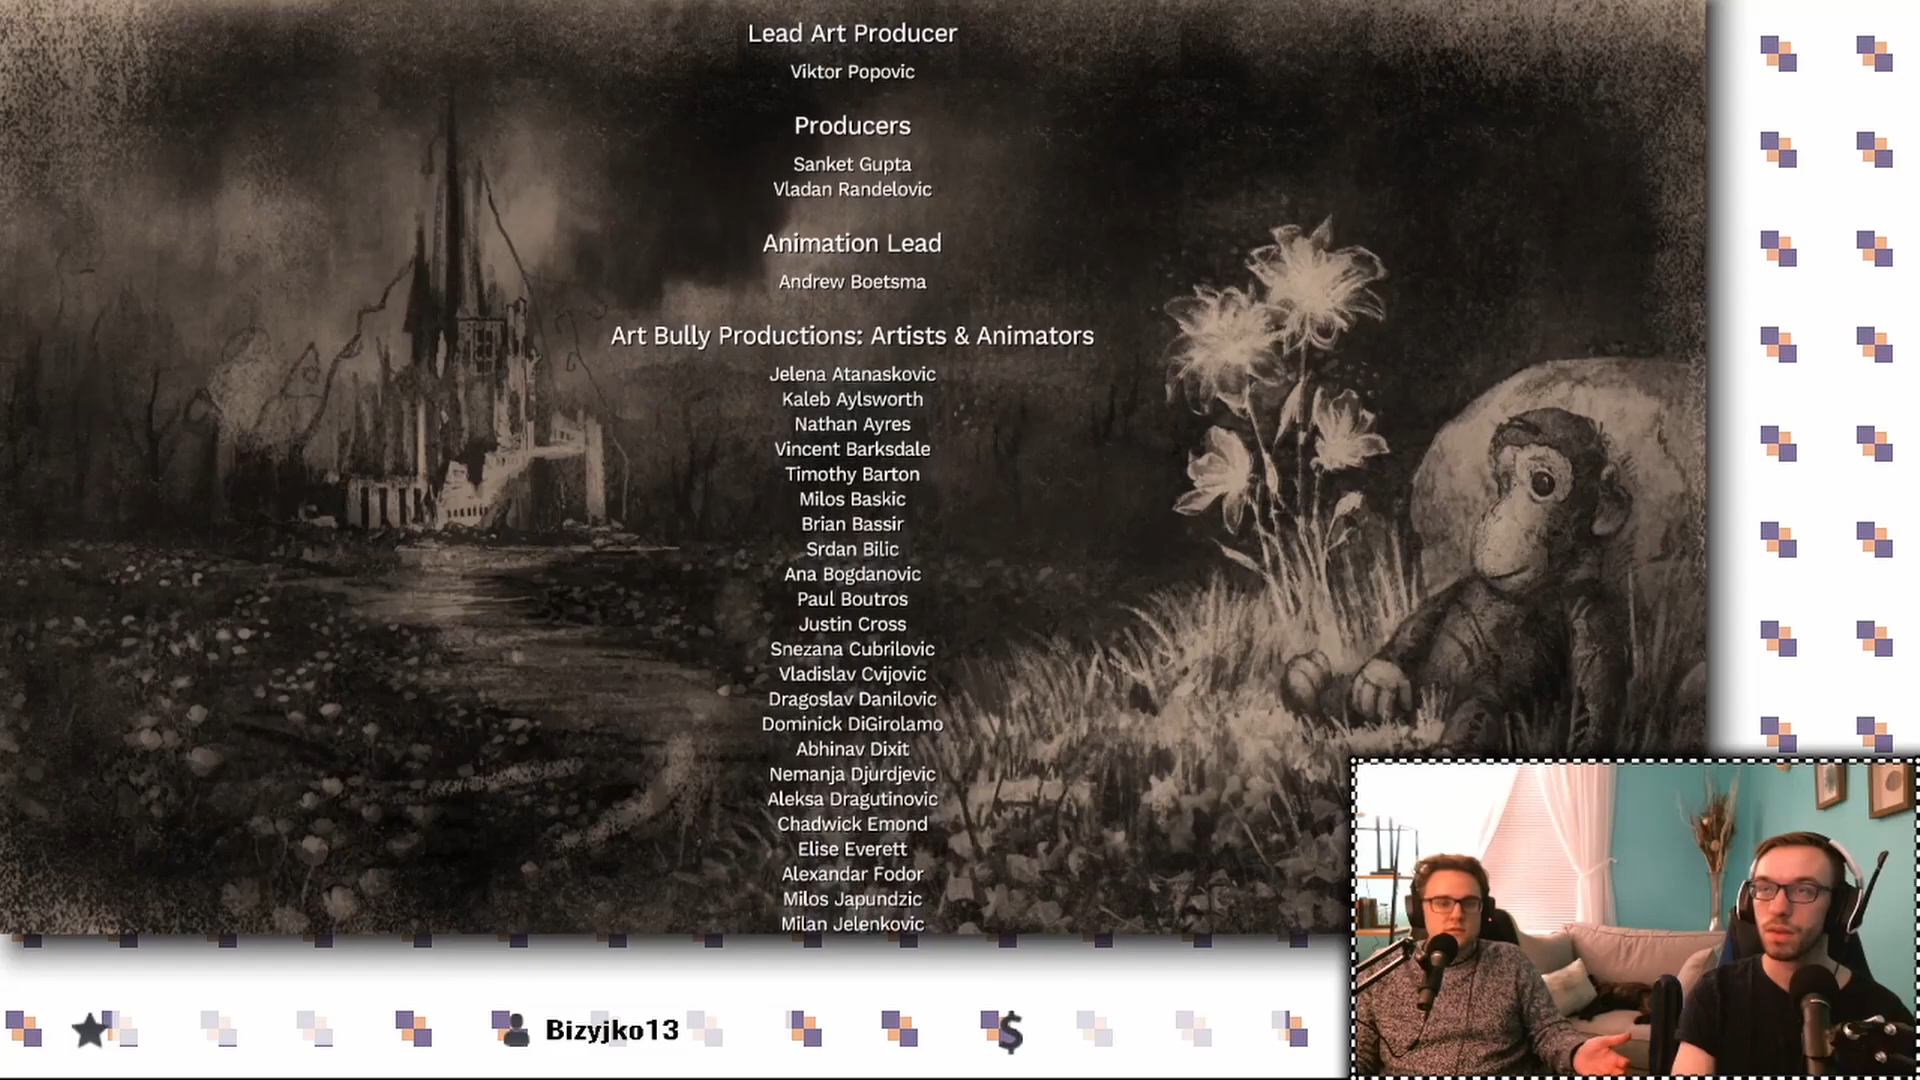 Lead Art Producer
Viktor Popovic
Producers
Sanket Gupta
Vladan Randelovic
Animation Lead
Andrew Boetsma
Art Bully Productions: Artists & Animators
Jelena Atanaskovic
Kaleb Aylsworth
Nathan Ayres
Vincent Barksdale
Timothy Barton
Milos Baskic
Brian Bassir
Srdan Bilic
Ana Bogdanovic
Paul Boutros
Justin Cross
Snezana Cubrilovic
Vladislav Cvijovic
Dragoslav Danilovic
Dominick DiGirolamo
Abhinav Dixit
Nemanja Djurdjevic
Aleksa Dragutinovic
Chadwick Emond
Elise Everett
Alexandar Fodor
Milos Japundzic
Milan Jelenkovic
Bizyjko13
$